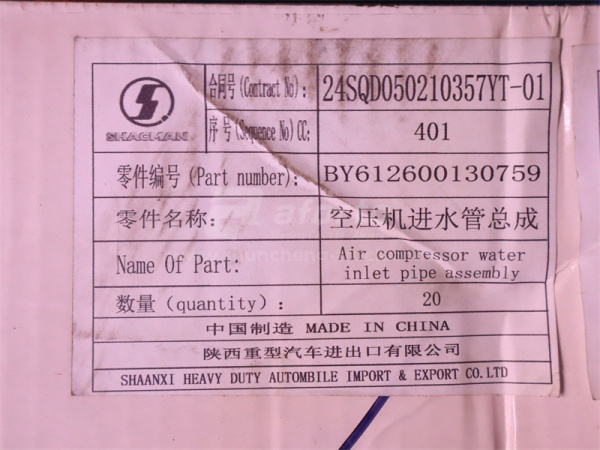 SHACMAN
合同号(Contract No): 24SQD050210357YT-01
序号(Sequence No)CC: 401
零件编号(Part number): BY612600130759
零件名称: 空压机进水管总成
Name Of Part: Air compressor water
inlet pipe assembly
数量(quantity): 20
中国制造 MADE IN CHINA
陕西重型汽车进出口有限公司
SHAANXI HEAVY DUTY AUTOMBILE IMPORT & EXPORT CO.LTD